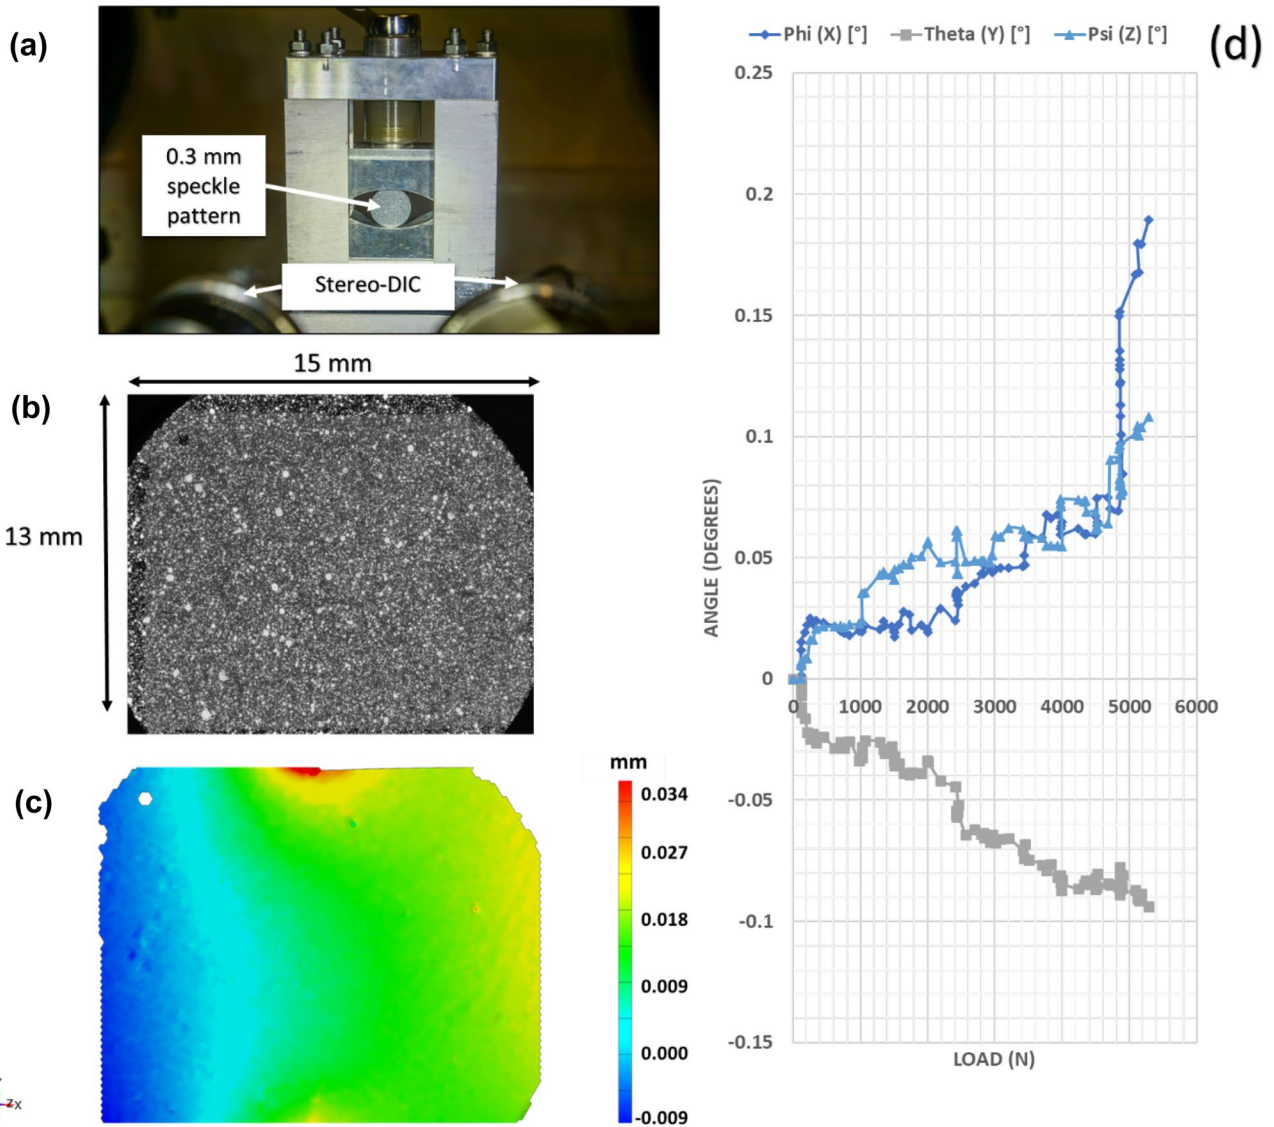 (a)
0.3 mm
speckle
pattern
Stereo-DIC
15 mm
(b)
13 mm
(c)
mm
0.034
0.027
0.018
0.009
0.000
-0.009
zx
Phi (X) [°] Theta (Y) [°] Psi (Z) [°]
(d)
0.25
0.2
0.15
0.1
0.05
0
-0.05
-0.1
-0.15
ANGLE (DEGREES)
0 1000 2000 3000 4000 5000 6000
LOAD (N)